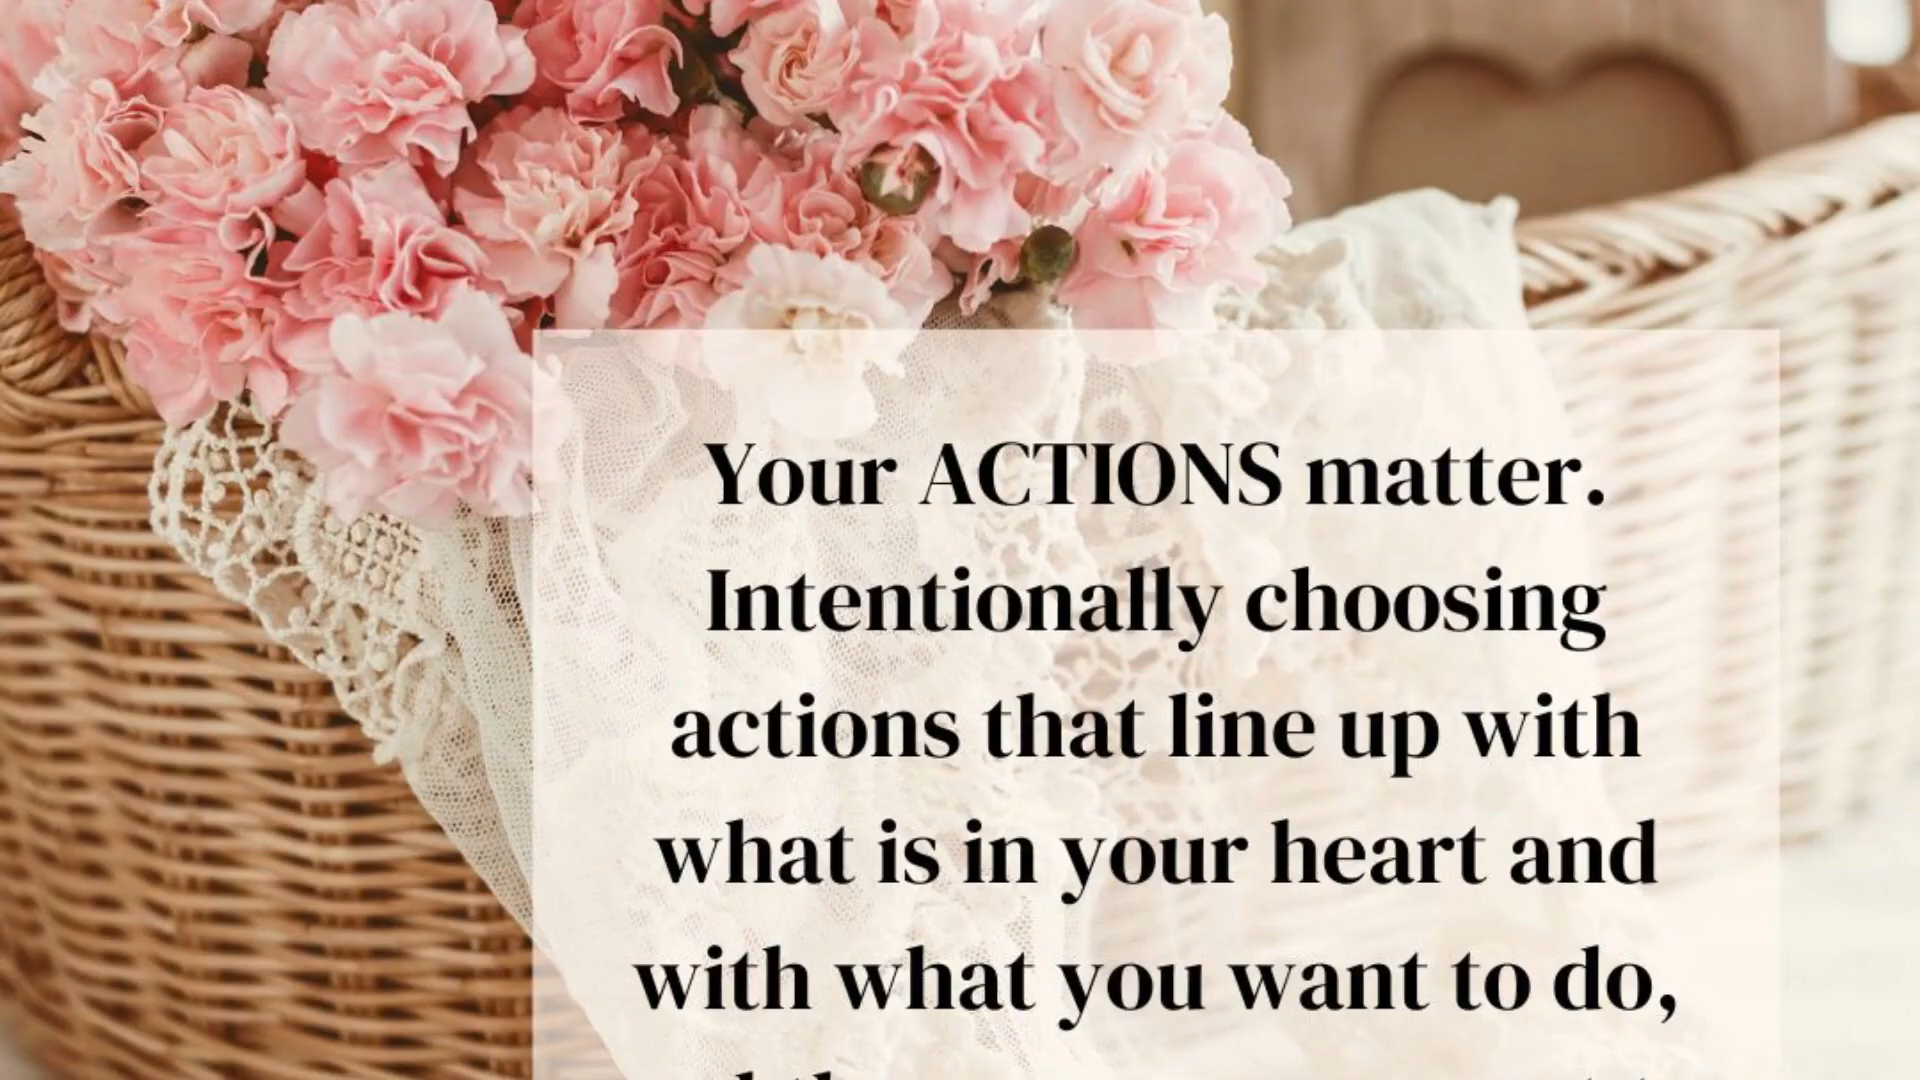 Your ACTIONS matter.
Intentionally choosing
actions that line up with
what is in your heart and
with what you want to do,